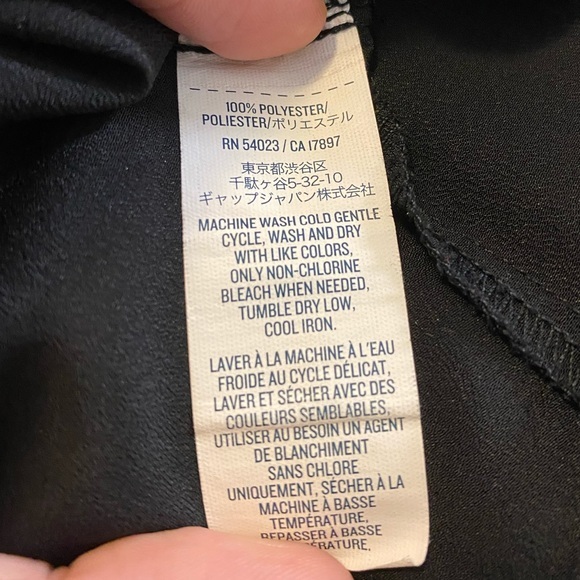 100% POLYESTER/
POLIESTER/ポリエステル
RN 54023 / CA 17897
東京都渋谷区
千駄ヶ谷5-32-10
ギャップジャパン株式会社
MACHINE WASH COLD GENTLE
CYCLE, WASH AND DRY
WITH LIKE COLORS,
ONLY NON-CHLORINE
BLEACH WHEN NEEDED,
TUMBLE DRY LOW,
COOL IRON.
LAVER À LA MACHINE À L'EAU
FROIDE AU CYCLE DÉLICAT,
LAVER ET SÉCHER AVEC DES
COULEURS SEMBLABLES,
UTILISER AU BESOIN UN AGENT
DE BLANCHIMENT
SANS CHLORE
UNIQUEMENT, SÉCHER À LA
MACHINE À BASSE
TEMPÉRATURE,
REPASSER À BASSE